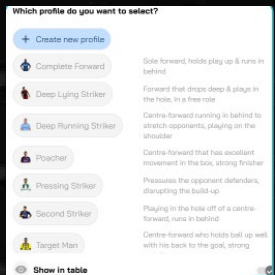 Which profile do you want to select?
+ Create new profile
Complete Forward
Sole forward, holds play up & runs in
behind
Deep Lying Striker
Forward that drops deep & plays in
the hole, in a free role
Deep Running Striker
Centre-forward running in behind to
stretch opponents, playing on the
shoulder
Poacher
Centre-forward that has excellent
movement in the box, strong finisher
Pressing Striker
Pressures the opponent defenders,
disrupting the build-up
Second Striker
Playing in the hole off of a centre-
forward, runs in behind
Target Man
Centre-forward who holds ball up well
with his back to the goal, strong
Show in table